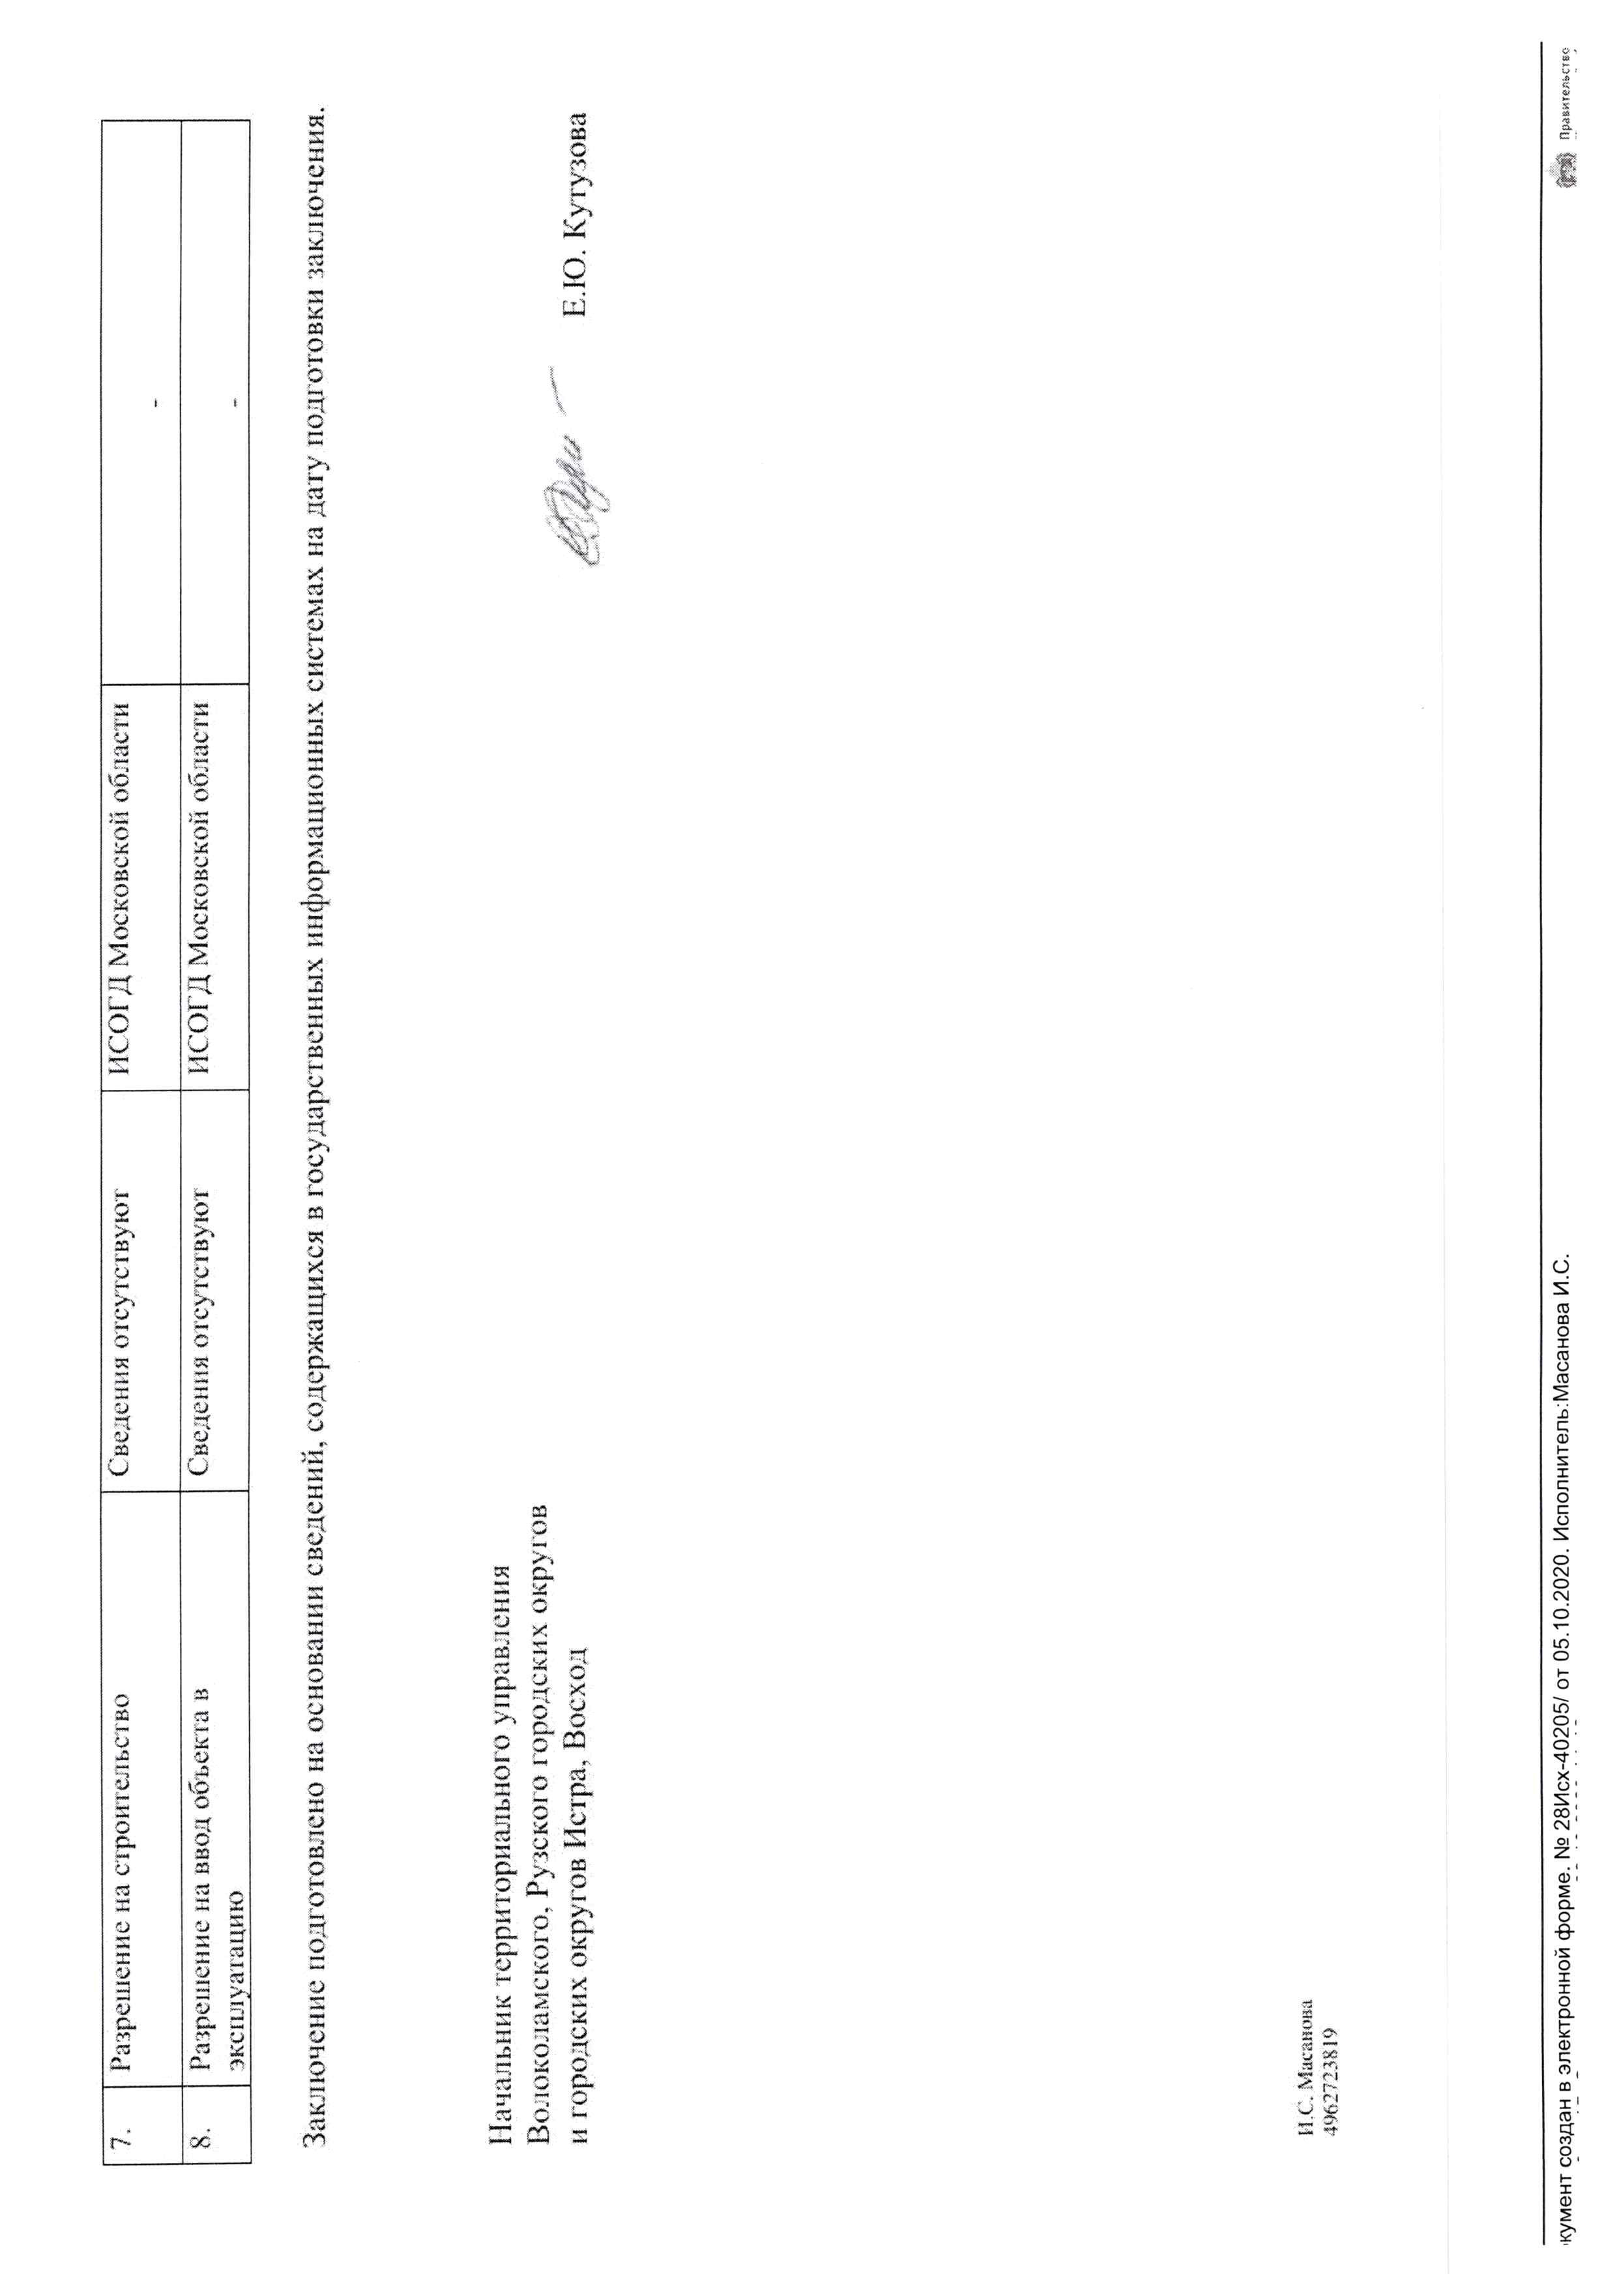 7. Разрешение на строительство Сведения отсутствуют ИСОГД Московской области -
8. Разрешение на ввод объекта в Сведения отсутствуют ИСОГД Московской области -
эксплуатацию
Заключение подготовлено на основании сведений, содержащихся в государственных информационных системах на дату подготовки заключения.
Начальник территориального управления
Волоколамского, Рузского городских округов
и городских округов Истра, Восход Е.Ю. Кутузова
И.С. Масанова
4962723819
кумент создан в электронной форме. № 28Исх-40205/ от 05.10.2020. Исполнитель:Масанова И.С.
Правительство